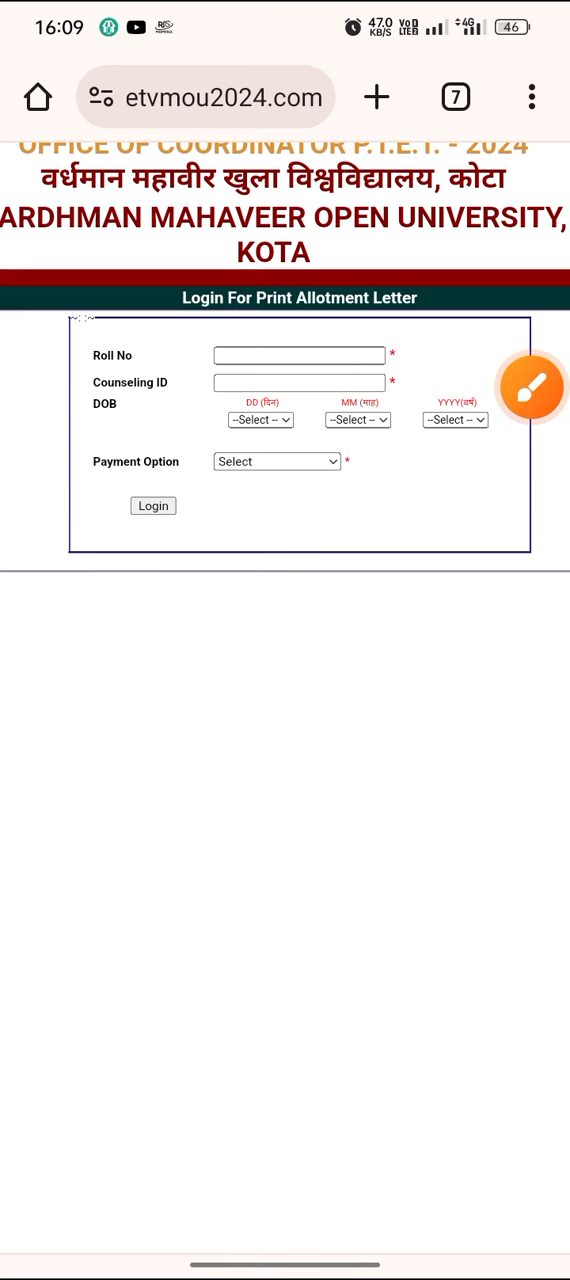 16:09
47.0 KB/S
4G
46
etvmou2024.com
7
OFFICE OF COORDINATOR P.T.E.T. - 2024
वर्धमान महावीर खुला विश्वविद्यालय, कोटा
ARDHMAN MAHAVEER OPEN UNIVERSITY,
KOTA
Login For Print Allotment Letter
Roll No *
Counseling ID *
DOB DD (दिन) MM (माह) YYYY(वर्ष)
--Select -- --Select -- --Select --
Payment Option Select *
Login